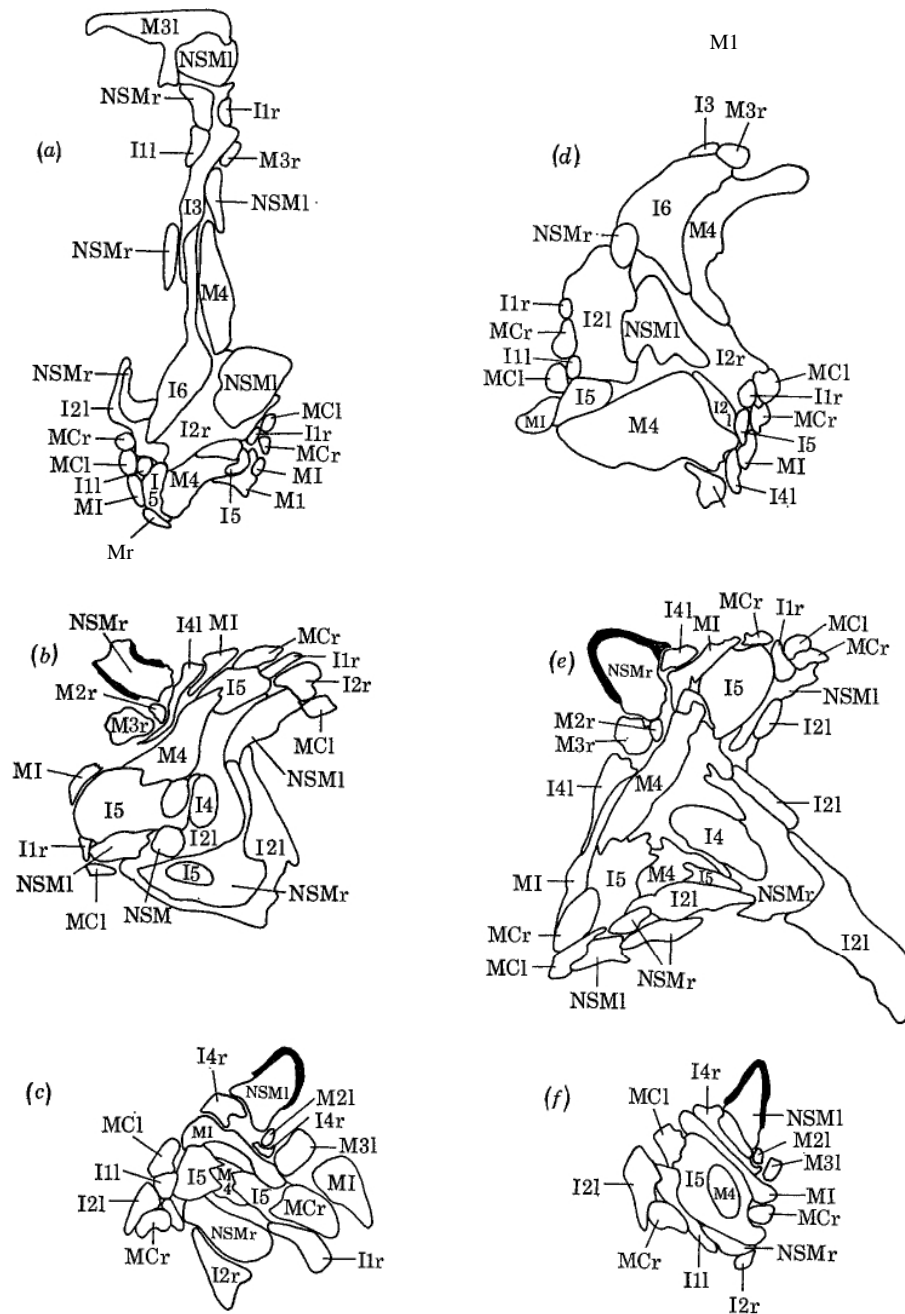 M3l
NSMl
NSMr
I1r
(a)
I1l
M3r
I3
NSMl
NSMr
M4
NSMr
I6
NSMl
I2l
I2r
MCl
MCr
I1r
MCr
MCl
I1l
I
5
M4
MI
MI
I5
M1
Mr
M1
I3
M3r
(d)
I6
NSMr
M4
I1r
I2l
NSMl
MCr
I2r
I1l
MCl
MCl
I1r
I5
I2
l
MCr
MI
M4
I5
MI
I4l
(b)
NSMr
I4l
MI
MCr
I1r
I5
I2r
M2r
M3r
MCl
M4
NSMl
MI
I5
I4
I2l
I2l
I1r
NSMl
I5
NSMr
MCl
NSM
(e)
I4l
MI
MCr
I1r
MCl
NSMr
MCr
I5
NSMl
M2r
M3r
I2l
M4
I4l
I2l
I4
MI
I5
M4
I5
NSMr
I2l
MCr
I2l
MCl
NSMr
NSMl
(c)
I4r
NSMl
M2l
MCl
MI
I4r
M3l
I1l
I5
M
4
I5
MI
I2l
MCr
NSMr
MCr
I1r
I2r
(f)
I4r
MCl
NSMl
M2l
M3l
I5
I2l
M4
MI
MCr
MCr
NSMr
I1l
I2r